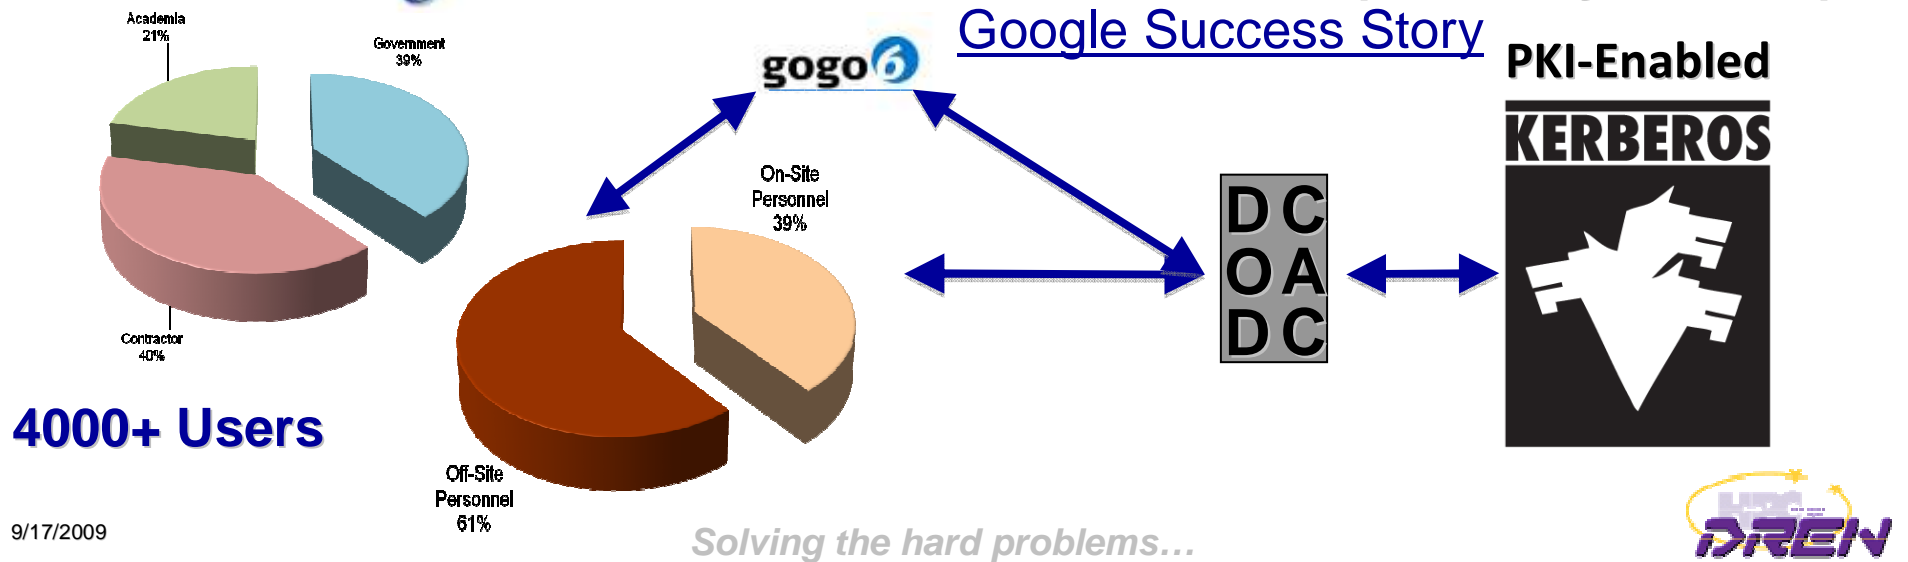 Google Success Story
Academia
21%
Government
39%
gogo6
PKI-Enabled
KERBEROS
On-Site
Personnel
39%
D C
O A
D C
Contractor
40%
4000+ Users
Off-Site
Personnel
61%
9/17/2009
Solving the hard problems...
HPC
DREN